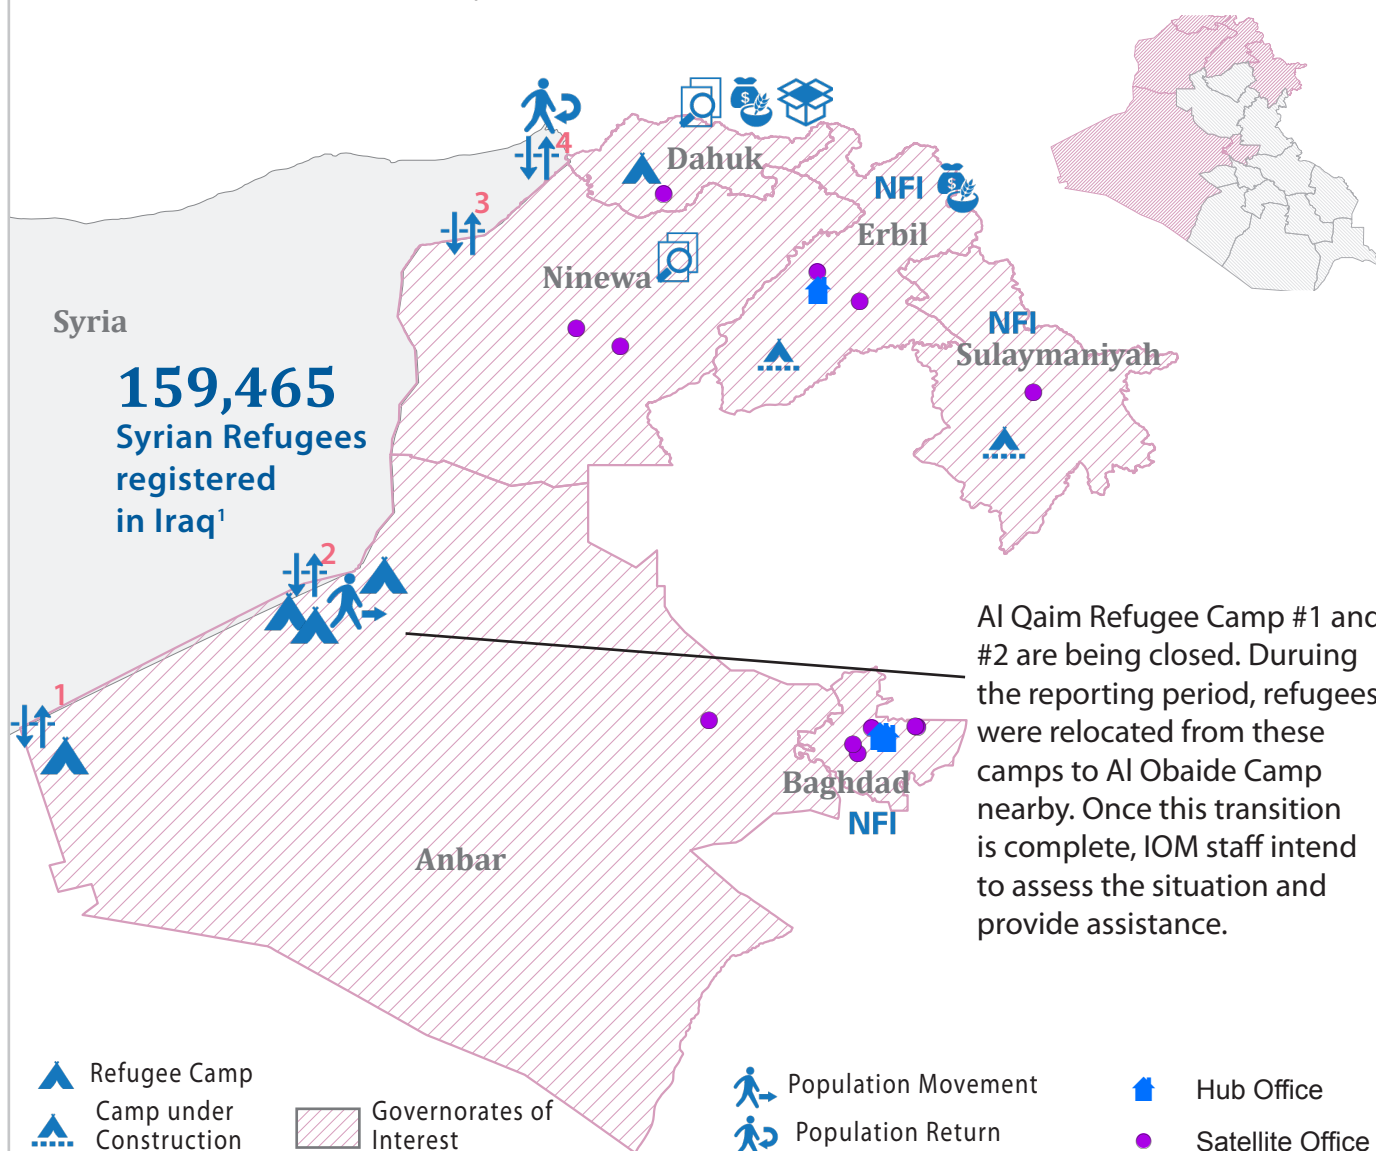 4
Dahuk
3
NFI
Erbil
Ninewa
Syria
NFI
Sulaymaniyah
159,465
Syrian Refugees
registered
in Iraq¹
2
Al Qaim Refugee Camp #1 and
#2 are being closed. Duruing
the reporting period, refugees
were relocated from these
camps to Al Obaide Camp
nearby. Once this transition
is complete, IOM staff intend
to assess the situation and
provide assistance.
1
Baghdad
NFI
Anbar
Refugee Camp
Camp under
Construction
Governorates of
Interest
Population Movement
Population Return
Hub Office
Satellite Office